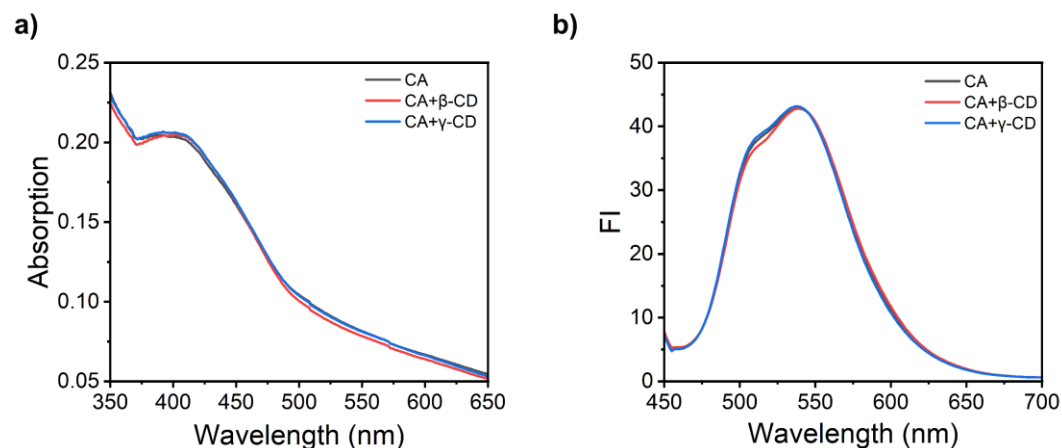 a)
0.25
0.20
0.15
0.10
0.05
350 400 450 500 550 600 650
Absorption
Wavelength (nm)
CA
CA+β-CD
CA+γ-CD
b)
50
40
30
20
10
0
450 500 550 600 650 700
FI
Wavelength (nm)
CA
CA+β-CD
CA+γ-CD